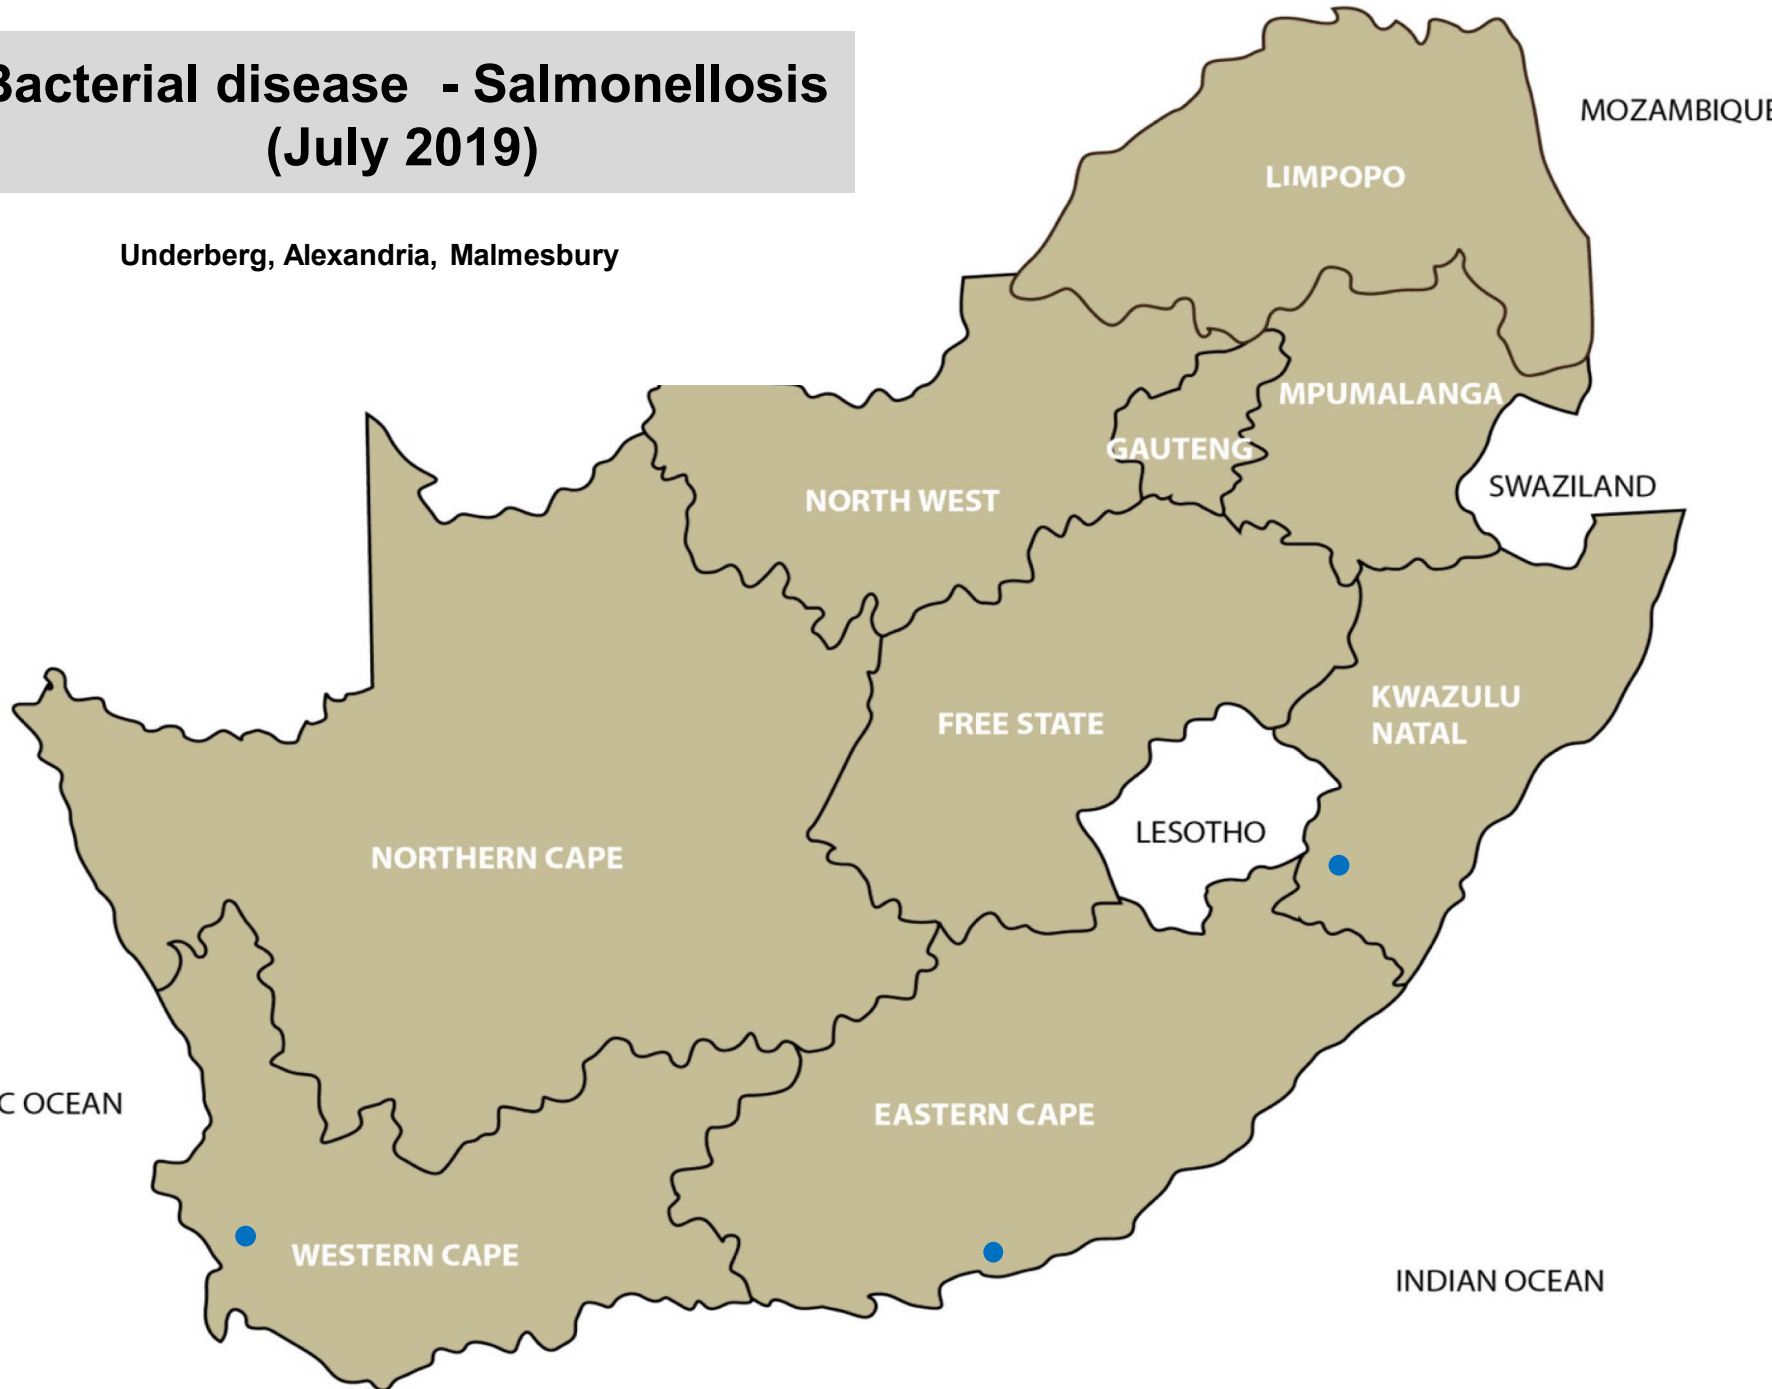 Bacterial disease - Salmonellosis
(July 2019)
MOZAMBIQUE
LIMPOPO
Underberg, Alexandria, Malmesbury
MPUMALANGA
GAUTENG
SWAZILAND
NORTH WEST
KWAZULU
NATAL
FREE STATE
LESOTHO
NORTHERN CAPE
C OCEAN
EASTERN CAPE
WESTERN CAPE
INDIAN OCEAN